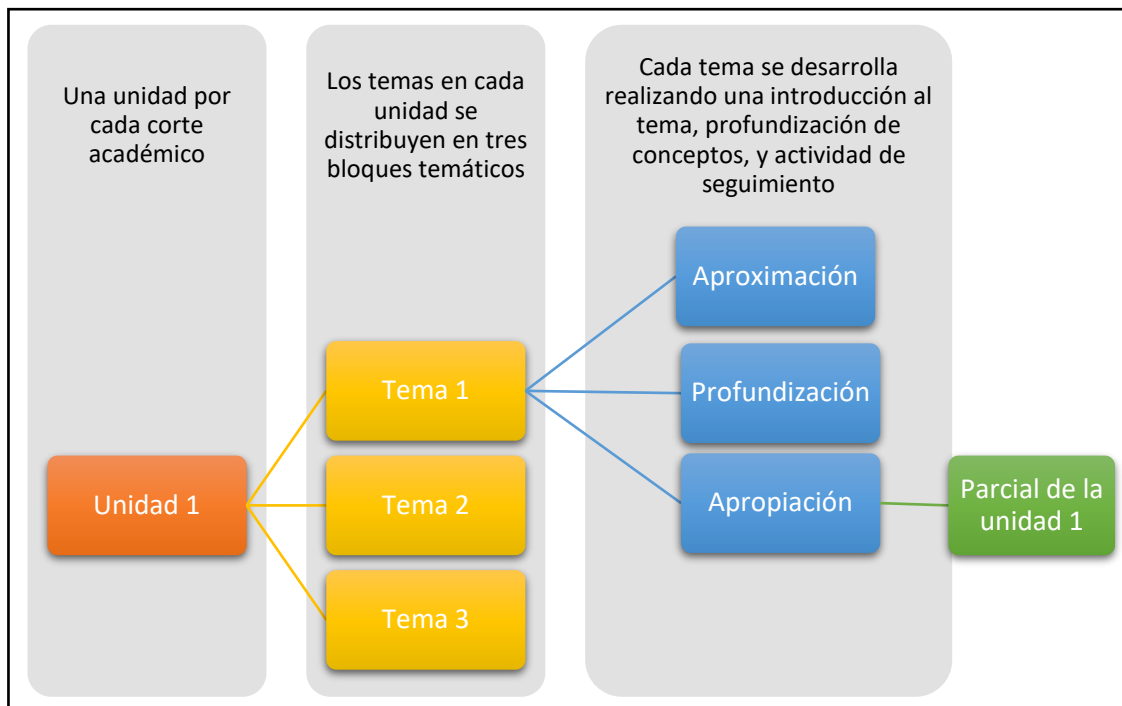 Una unidad por
cada corte
académico
Los temas en cada
unidad se
distribuyen en tres
bloques temáticos
Cada tema se desarrolla
realizando una introducción al
tema, profundización de
conceptos, y actividad de
seguimiento
Unidad 1
Tema 1
Tema 2
Tema 3
Aproximación
Profundización
Apropiación
Parcial de la
unidad 1